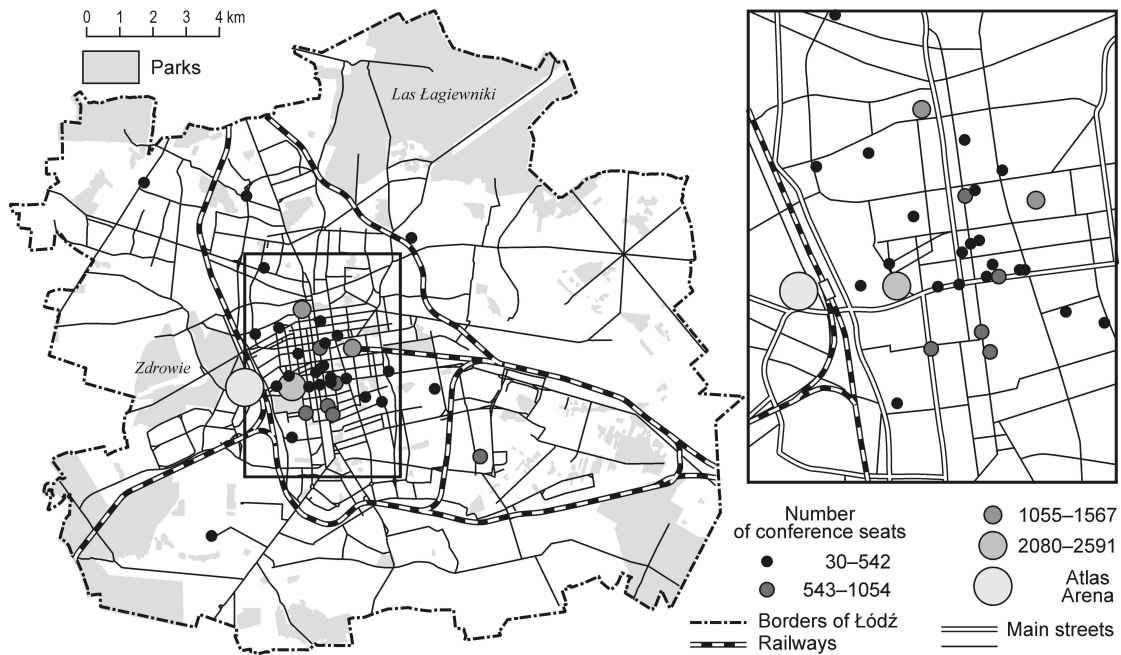 0 1 2 3 4 km
Parks
Las Łagiewniki
Zdrowie
Number
of conference seats
30–542
543–1054
1055–1567
2080–2591
Atlas
Arena
Borders of Łódź
Railways
Main streets